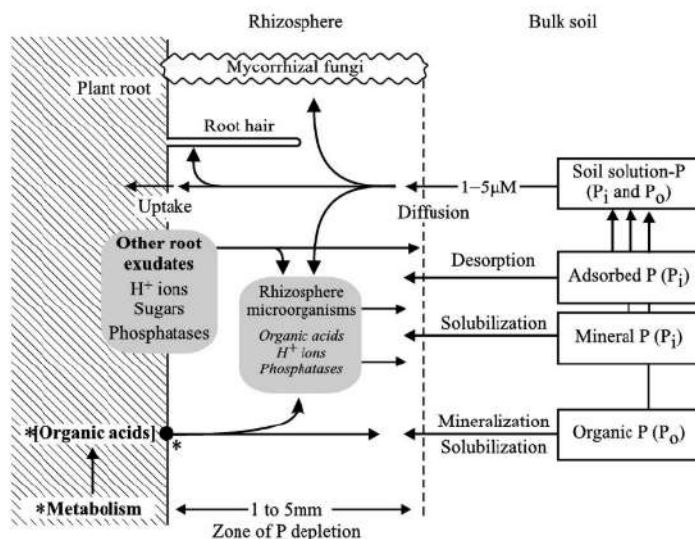 Rhizosphere
Bulk soil
Mycorrhizal fungi
Plant root
Root hair
Soil solution-P
(Pi and Po)
1–5µM
Uptake
Diffusion
Other root
exudates
H+ ions
Sugars
Phosphatases
Desorption
Adsorbed P (Pi)
Rhizosphere
microorganisms
Organic acids
H+ ions
Phosphatases
Solubilization
Mineral P (Pi)
*[Organic acids]
*
Mineralization
Solubilization
Organic P (Po)
*Metabolism
1 to 5mm
Zone of P depletion